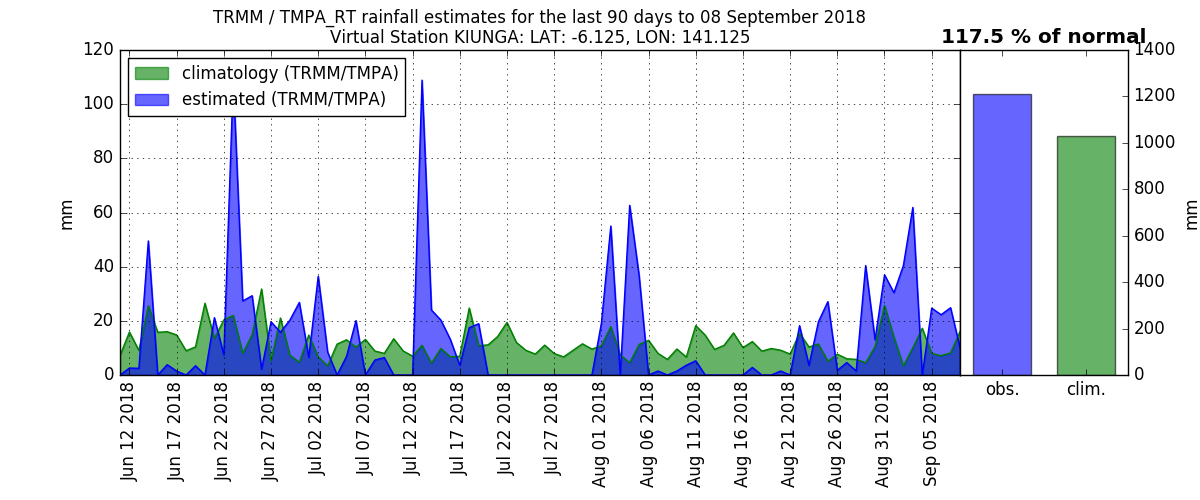 TRMM / TMPA_RT rainfall estimates for the last 90 days to 08 September 2018
Virtual Station KIUNGA: LAT: -6.125, LON: 141.125
117.5 % of normal
climatology (TRMM/TMPA)
estimated (TRMM/TMPA)
120
100
80
60
40
20
0
mm
Jun 12 2018
Jun 17 2018
Jun 22 2018
Jun 27 2018
Jul 02 2018
Jul 07 2018
Jul 12 2018
Jul 17 2018
Jul 22 2018
Jul 27 2018
Aug 01 2018
Aug 06 2018
Aug 11 2018
Aug 16 2018
Aug 21 2018
Aug 26 2018
Aug 31 2018
Sep 05 2018
1400
1200
1000
800
600
400
200
0
mm
obs.
clim.